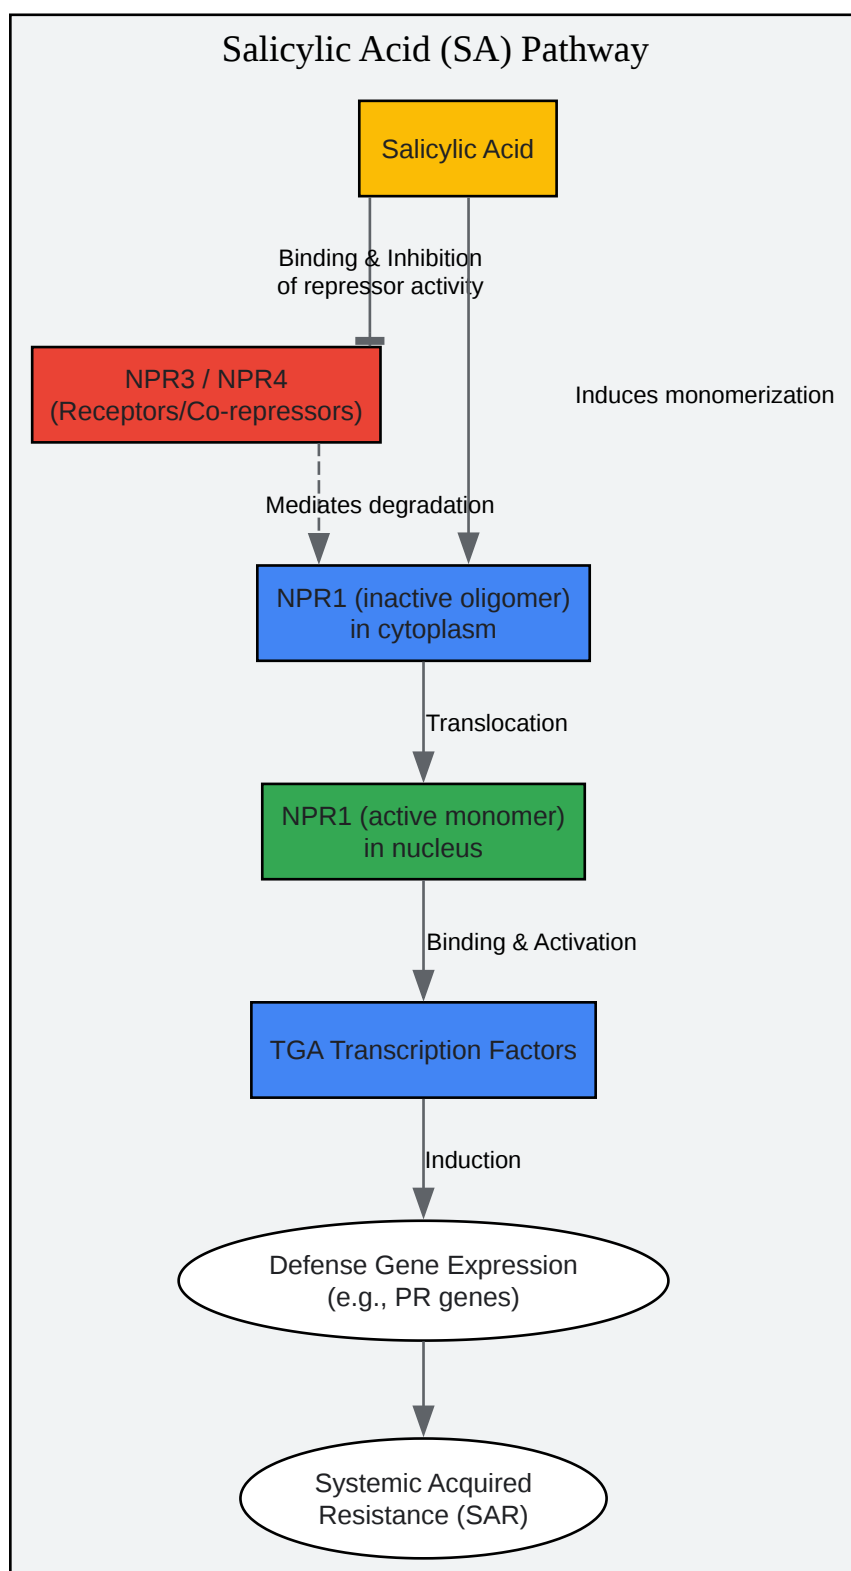 Salicylic Acid (SA) Pathway
Salicylic Acid
Binding & Inhibition
of repressor activity
NPR3 / NPR4
(Receptors/Co-repressors)
Induces monomerization
Mediates degradation
NPR1 (inactive oligomer)
in cytoplasm
Translocation
NPR1 (active monomer)
in nucleus
Binding & Activation
TGA Transcription Factors
Induction
Defense Gene Expression
(e.g., PR genes)
Systemic Acquired
Resistance (SAR)